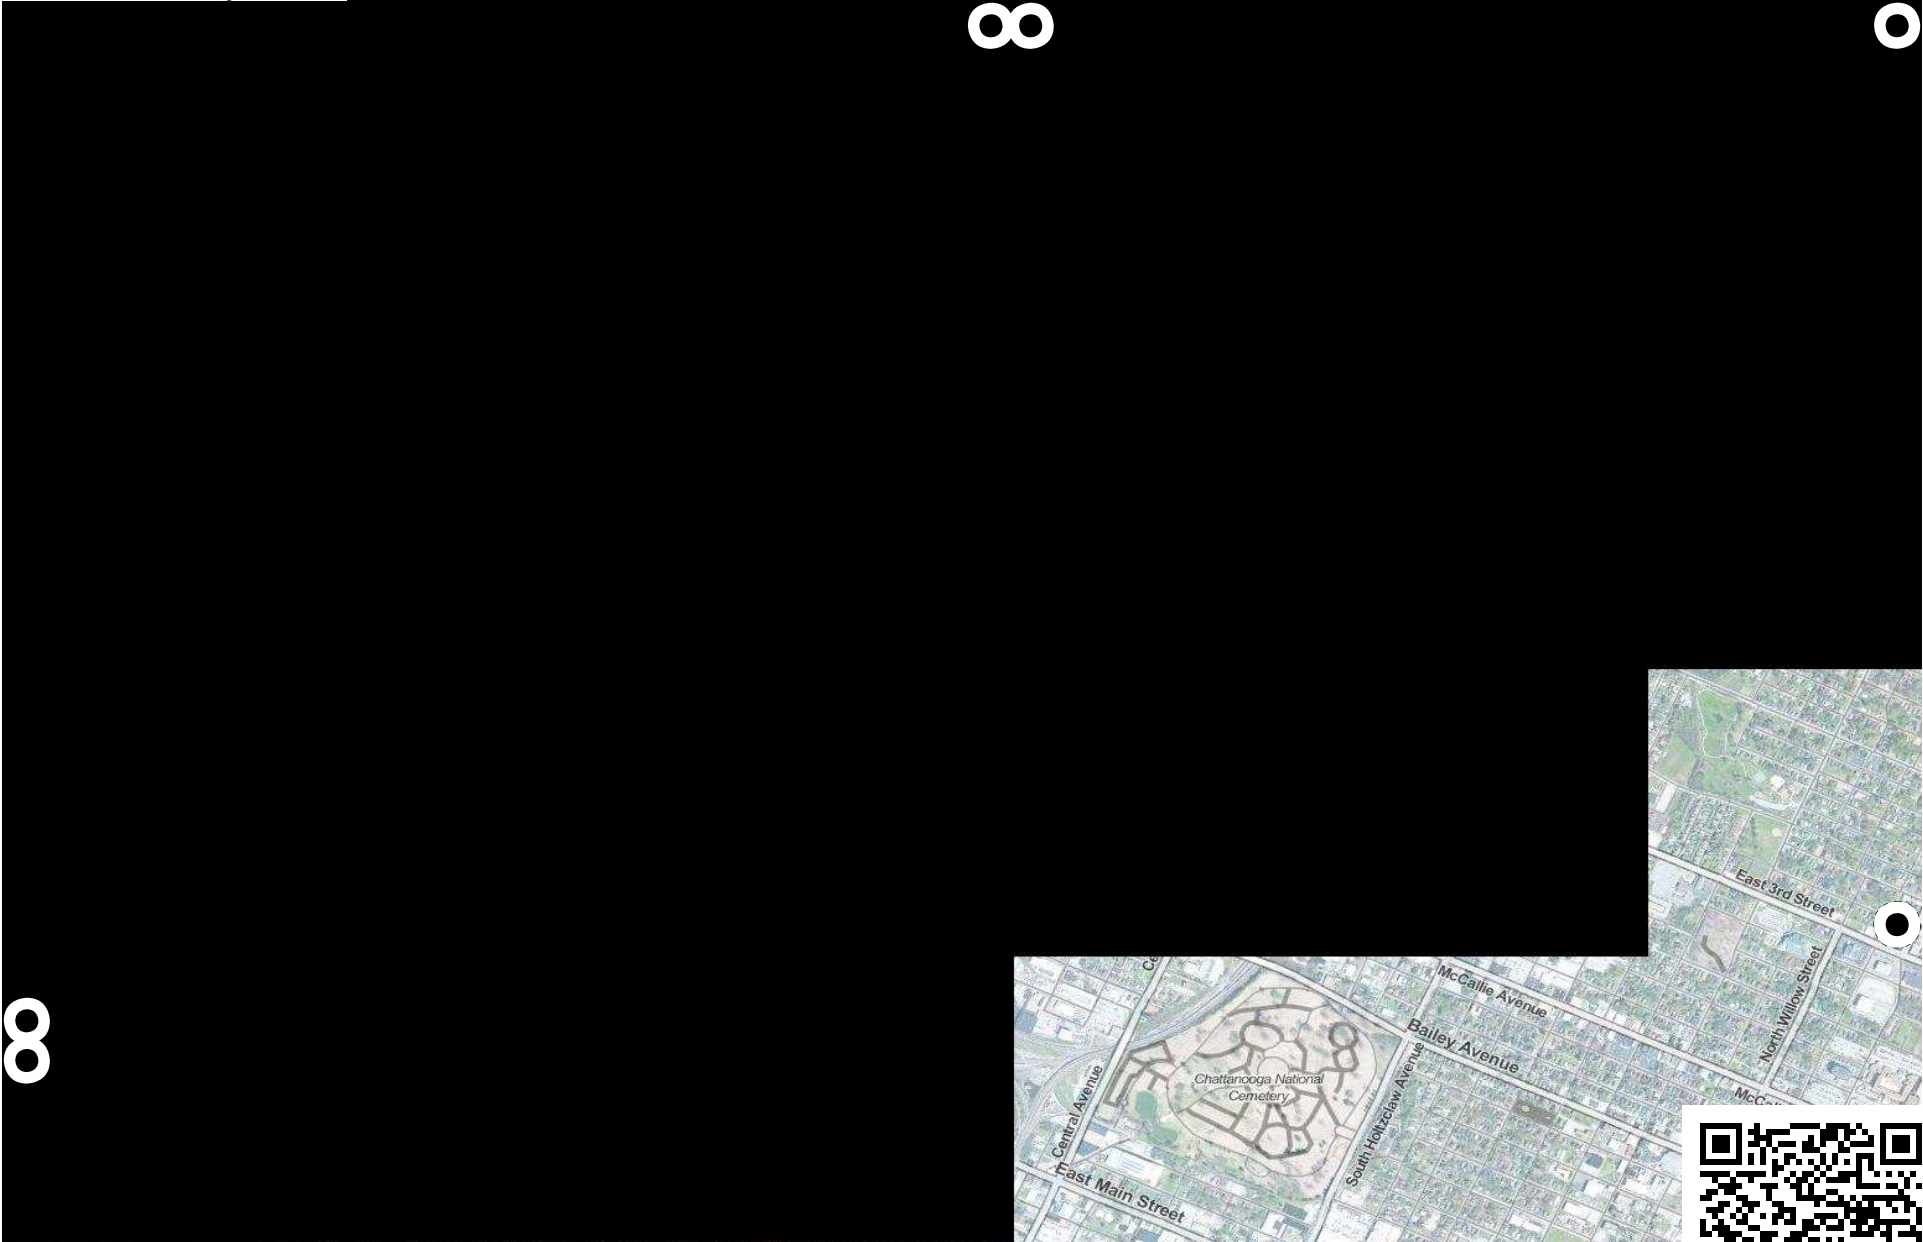 East 3rd Street
McCallie Avenue
North Willow Street
Bailey Avenue
Chattanooga National
Cemetery
Central Avenue
South Holtzclaw Avenue
East Main Street